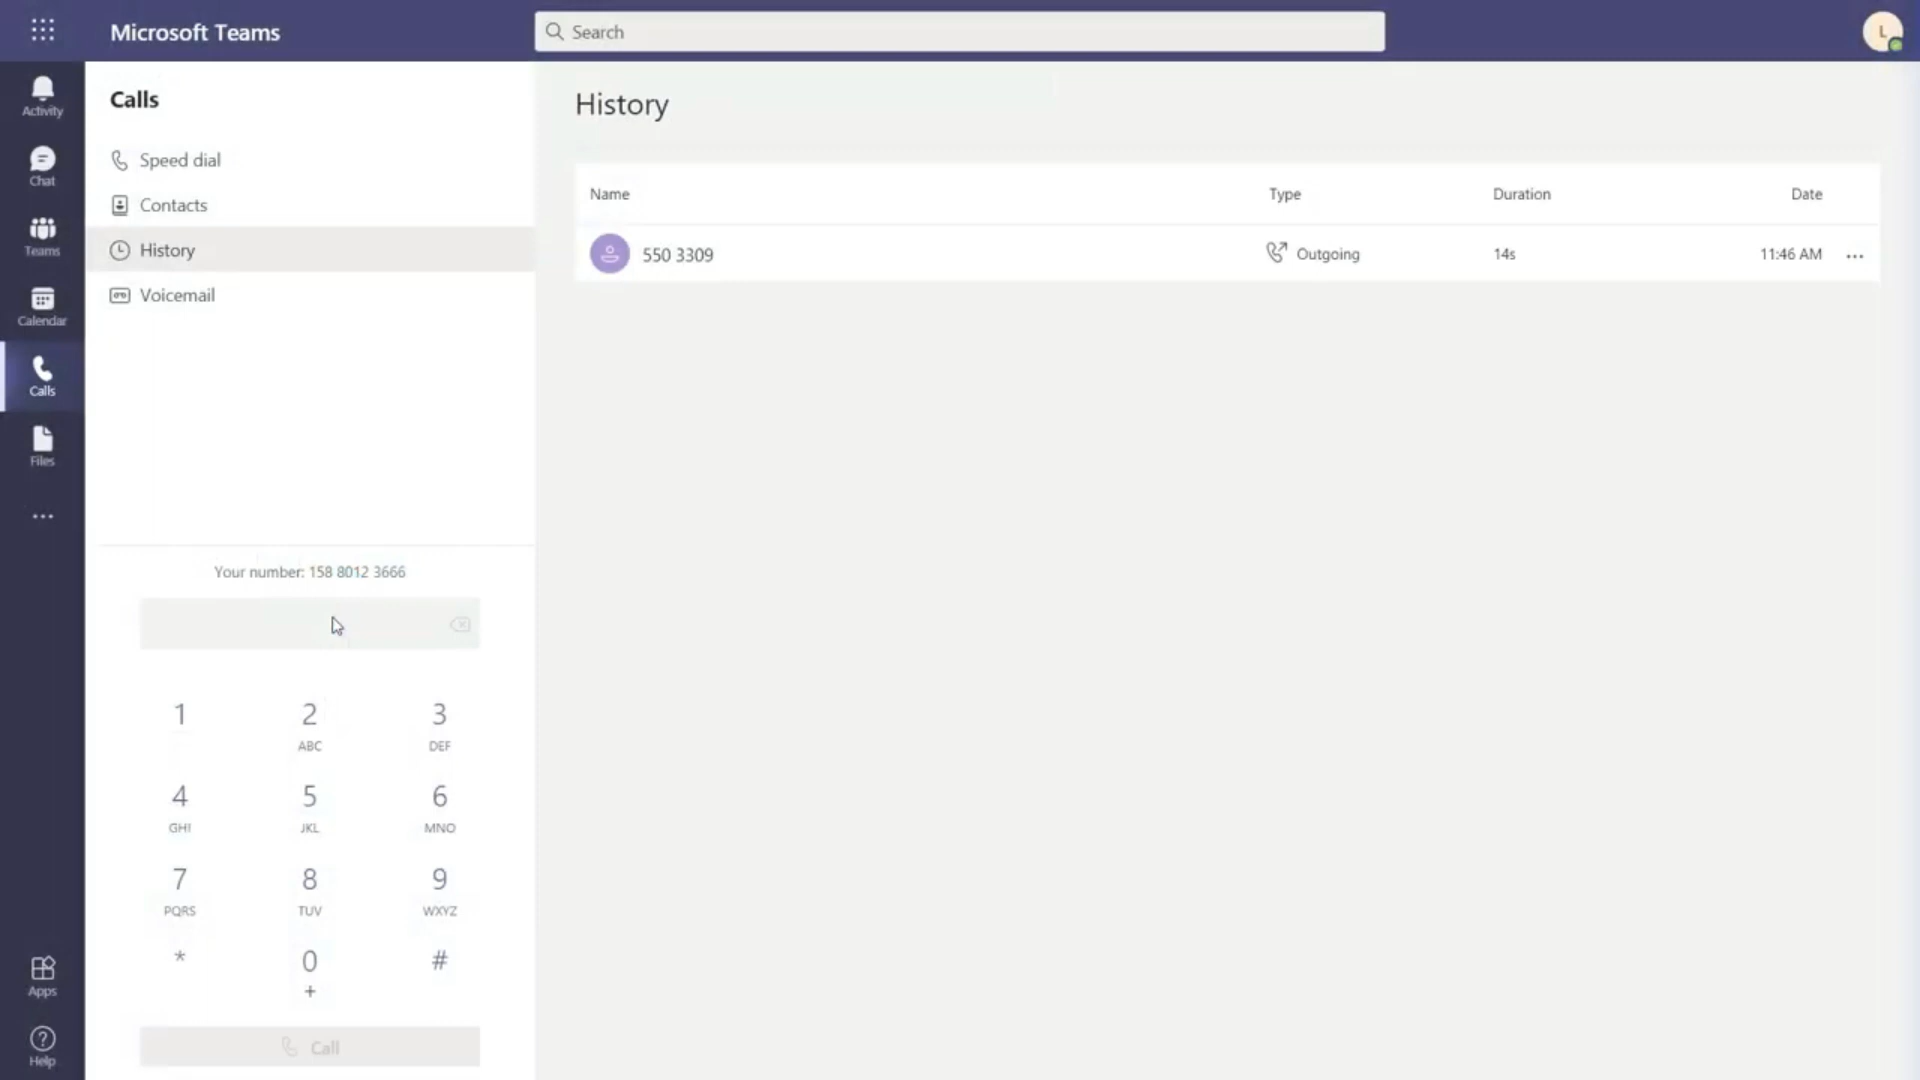 Microsoft Teams
Search
L
Activity
Chat
Teams
Calendar
Calls
Files
Apps
Help
Calls
Speed dial
Contacts
History
Voicemail
Your number: 158 8012 3666
1
2
ABC
3
DEF
4
GHI
5
JKL
6
MNO
7
PQRS
8
TUV
9
WXYZ
*
0
+
#
Call
History
Name Type Duration Date
550 3309 Outgoing 14s 11:46 AM